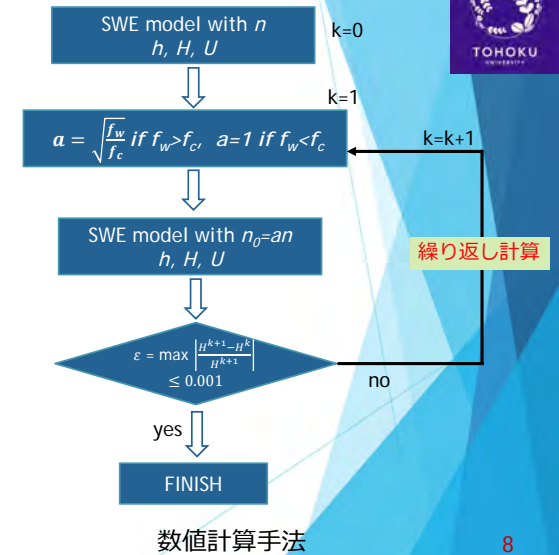 SWE model with n
h, H, U
k=0
TOHOKU
UNIVERSITY
k=1
a = √(f_w/f_c) if f_w>f_c, a=1 if f_w<f_c
k=k+1
SWE model with n_0=an
h, H, U
繰り返し計算
ε = max |(H^{k+1}−H^k)/H^{k+1}|
≤ 0.001
no
yes
FINISH
数値計算手法
8